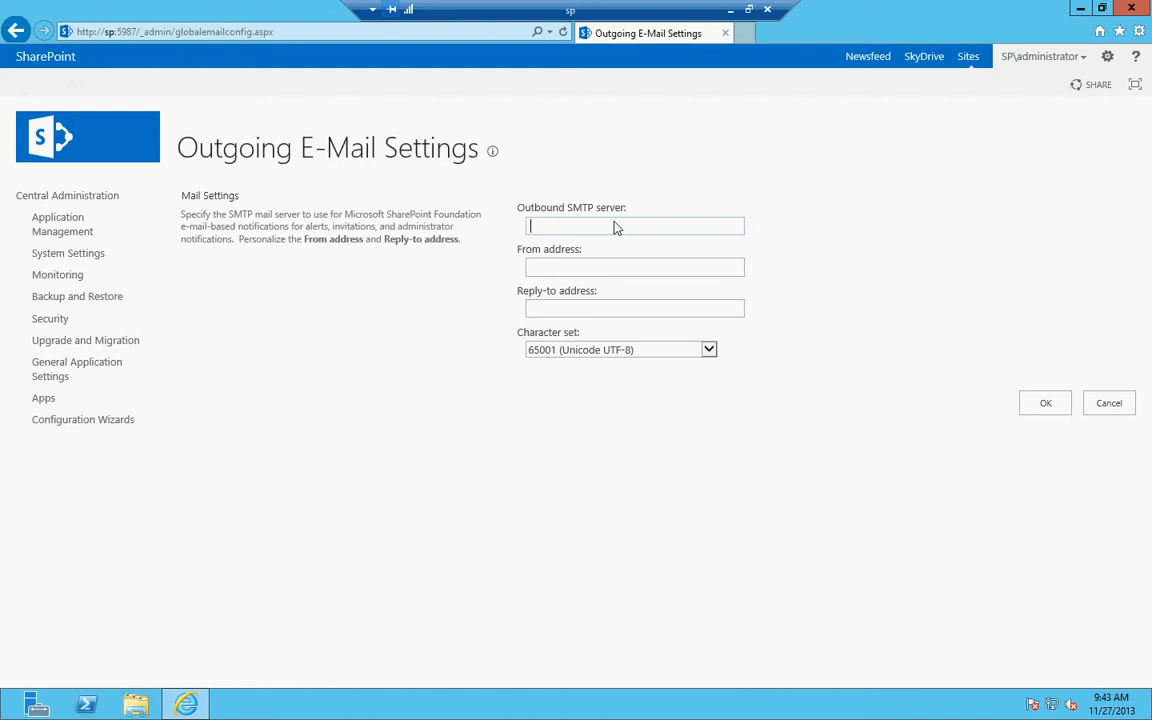 sp
http://sp:5987/_admin/globalemailconfig.aspx
Outgoing E-Mail Settings
SharePoint
Newsfeed
SkyDrive
Sites
SP\administrator
?
SHARE
S
Outgoing E-Mail Settings
Central Administration
Application
Management
System Settings
Monitoring
Backup and Restore
Security
Upgrade and Migration
General Application
Settings
Apps
Configuration Wizards
Mail Settings
Specify the SMTP mail server to use for Microsoft SharePoint Foundation
e-mail-based notifications for alerts, invitations, and administrator
notifications. Personalize the From address and Reply-to address.
Outbound SMTP server:
From address:
Reply-to address:
Character set:
65001 (Unicode UTF-8)
OK
Cancel
9:43 AM
11/27/2013